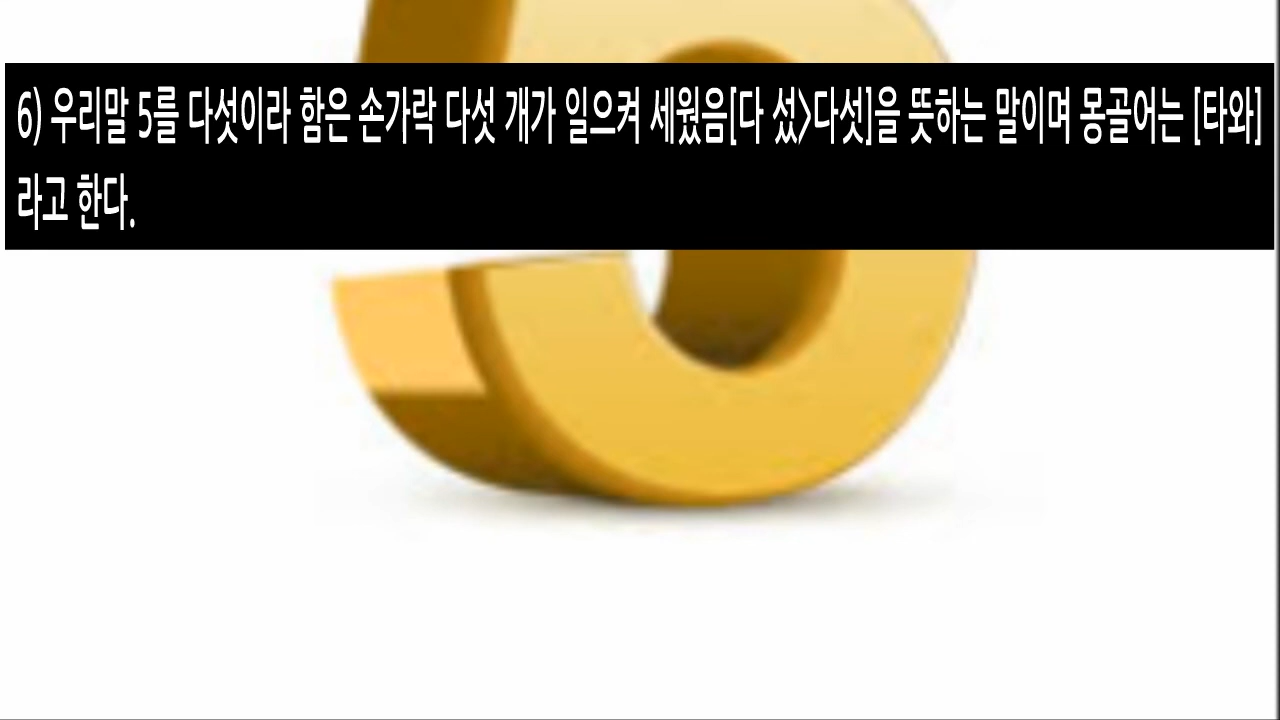 6) 우리말 5를 다섯이라 함은 손가락 다섯 개가 일으켜 세웠음[다 섰>다섯]을 뜻하는 말이며 몽골어는 [타와]
라고 한다.
5